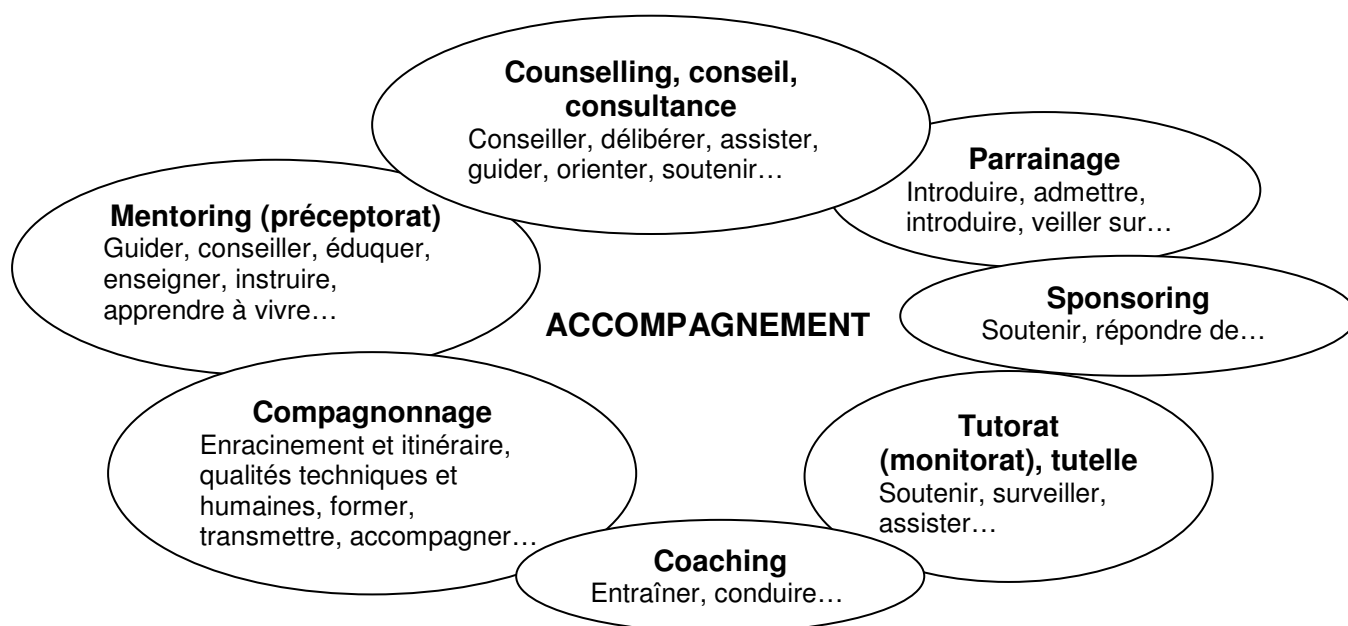 Counselling, conseil,
consultance
Conseiller, délibérer, assister,
guider, orienter, soutenir…
Parrainage
Introduire, admettre,
introduire, veiller sur…
Mentoring (préceptorat)
Guider, conseiller, éduquer,
enseigner, instruire,
apprendre à vivre…
Sponsoring
Soutenir, répondre de…
ACCOMPAGNEMENT
Compagnonnage
Enracinement et itinéraire,
qualités techniques et
humaines, former,
transmettre, accompagner…
Tutorat
(monitorat), tutelle
Soutenir, surveiller,
assister…
Coaching
Entraîner, conduire…